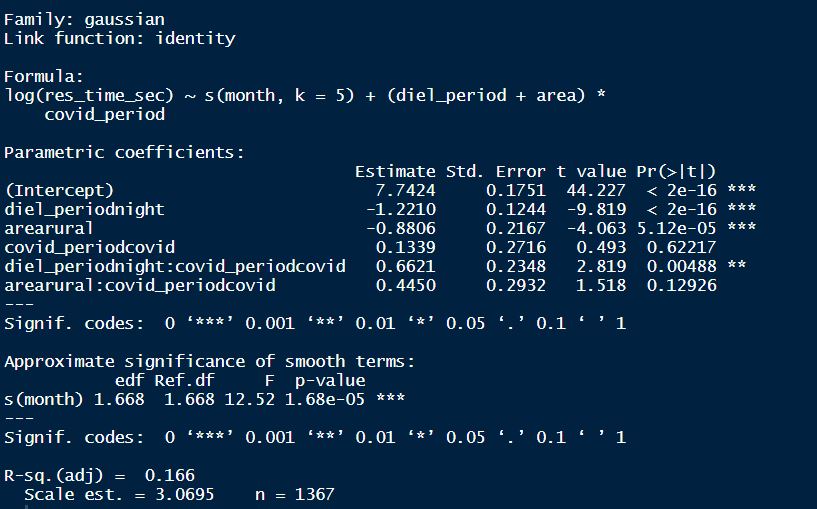 Family: gaussian
Link function: identity
Formula:
log(res_time_sec) ~ s(month, k = 5) + (diel_period + area) *
covid_period
Parametric coefficients:
Estimate Std. Error t value Pr(>|t|)
(Intercept) 7.7424 0.1751 44.227 < 2e-16 ***
diel_periodnight -1.2210 0.1244 -9.819 < 2e-16 ***
arearural -0.8806 0.2167 -4.063 5.12e-05 ***
covid_periodcovid 0.1339 0.2716 0.493 0.62217
diel_periodnight:covid_periodcovid 0.6621 0.2348 2.819 0.00488 **
arearural:covid_periodcovid 0.4450 0.2932 1.518 0.12926
---
Signif. codes: 0 ‘***’ 0.001 ‘**’ 0.01 ‘*’ 0.05 ‘.’ 0.1 ‘ ’ 1
Approximate significance of smooth terms:
edf Ref.df F p-value
s(month) 1.668 1.668 12.52 1.68e-05 ***
---
Signif. codes: 0 ‘***’ 0.001 ‘**’ 0.01 ‘*’ 0.05 ‘.’ 0.1 ‘ ’ 1
R-sq.(adj) = 0.166
Scale est. = 3.0695 n = 1367